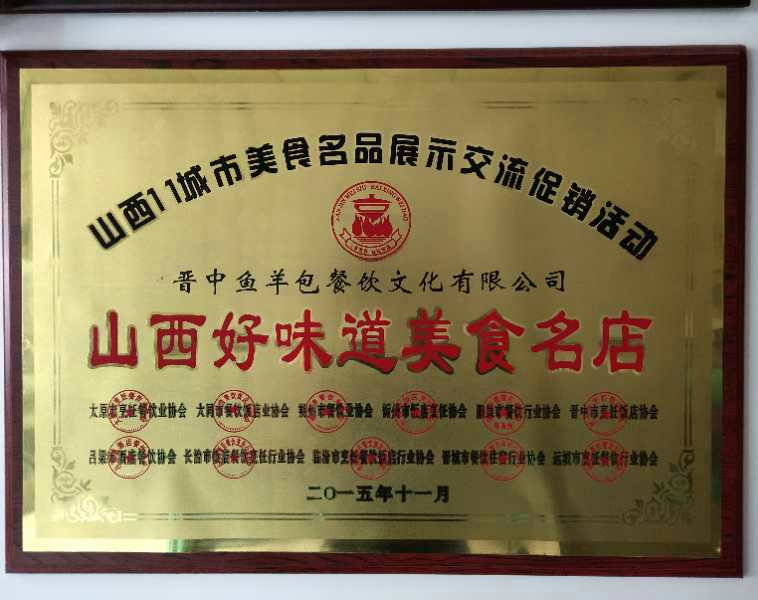 山西11城市美食名品展示交流促销活动
晋中鱼羊包餐饮文化有限公司
山西好味道美食名店
太原市烹饪餐饮业协会 大同市餐饮饭店业协会 朔州市餐饮业协会 忻州市饭店烹饪协会 阳泉市餐饮行业协会 晋中市烹饪饭店协会
吕梁市酒店餐饮协会 长治市饭店餐饮烹饪行业协会 临汾市烹饪餐饮饭店行业协会 晋城市餐饮住宿行业协会 运城市烹饪餐饮行业协会
二〇一五年十一月